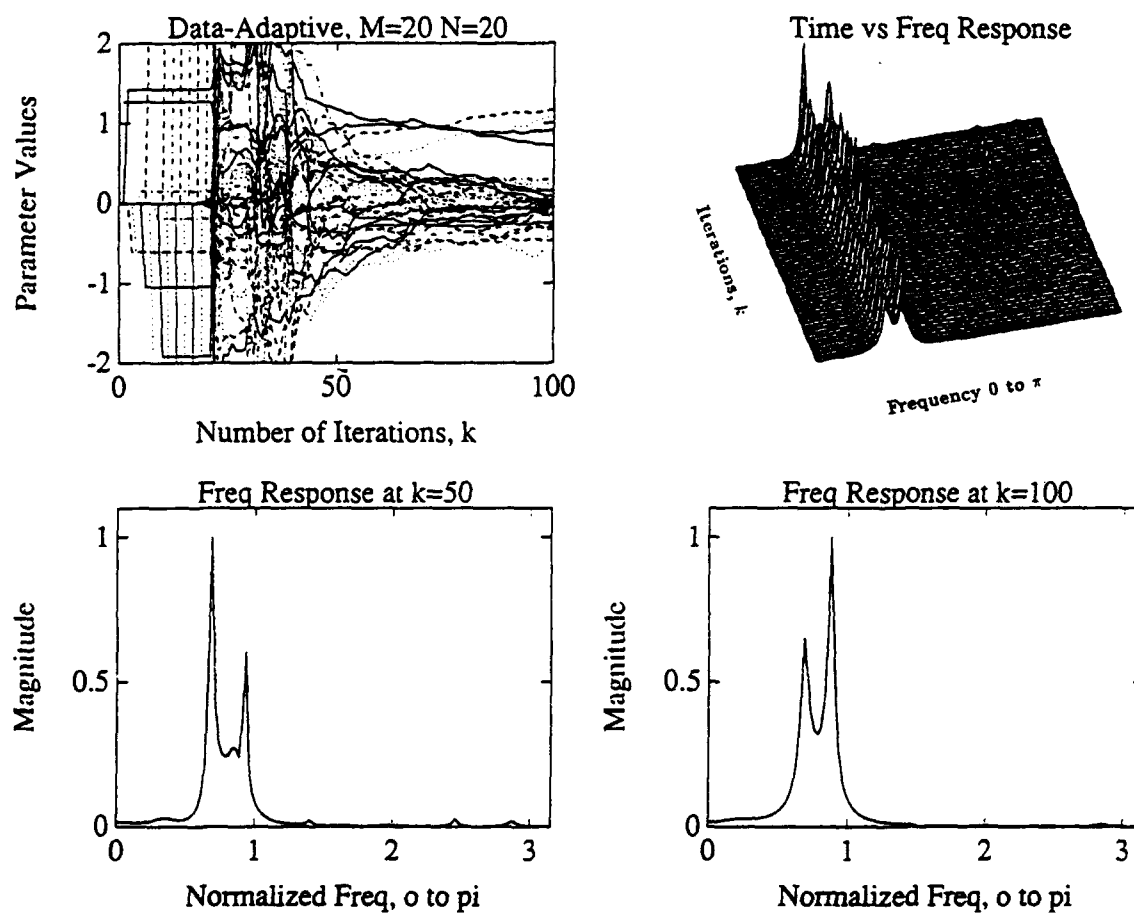 Data-Adaptive, M=20 N=20
2
1
0
-1
-2
0
50
100
Parameter Values
Number of Iterations, k
Time vs Freq Response
Iterations, k
Frequency 0 to π
Freq Response at k=50
1
0.5
0
0
1
2
3
Magnitude
Normalized Freq, o to pi
Freq Response at k=100
1
0.5
0
0
1
2
3
Magnitude
Normalized Freq, o to pi